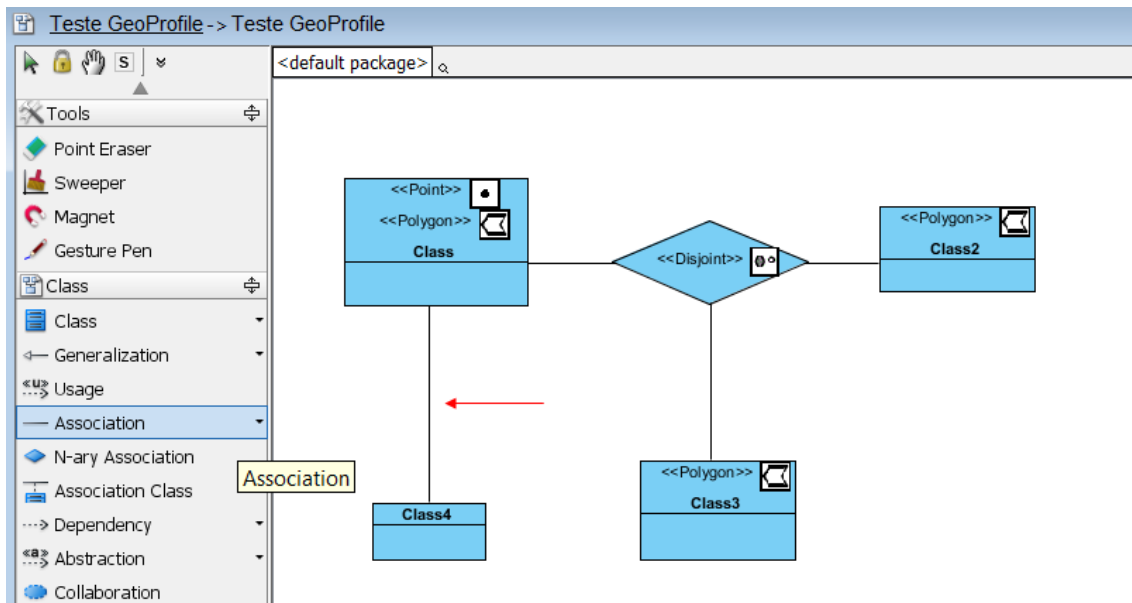 Teste GeoProfile -> Teste GeoProfile
S
<default package>
Tools
Point Eraser
Sweeper
Magnet
Gesture Pen
Class
Class
Generalization
<<u>> Usage
Association
N-ary Association
Association Class
Dependency
<<a>> Abstraction
Collaboration
Association
<<Point>>
<<Polygon>>
Class
<<Disjoint>>
<<Polygon>>
Class2
<<Polygon>>
Class3
Class4